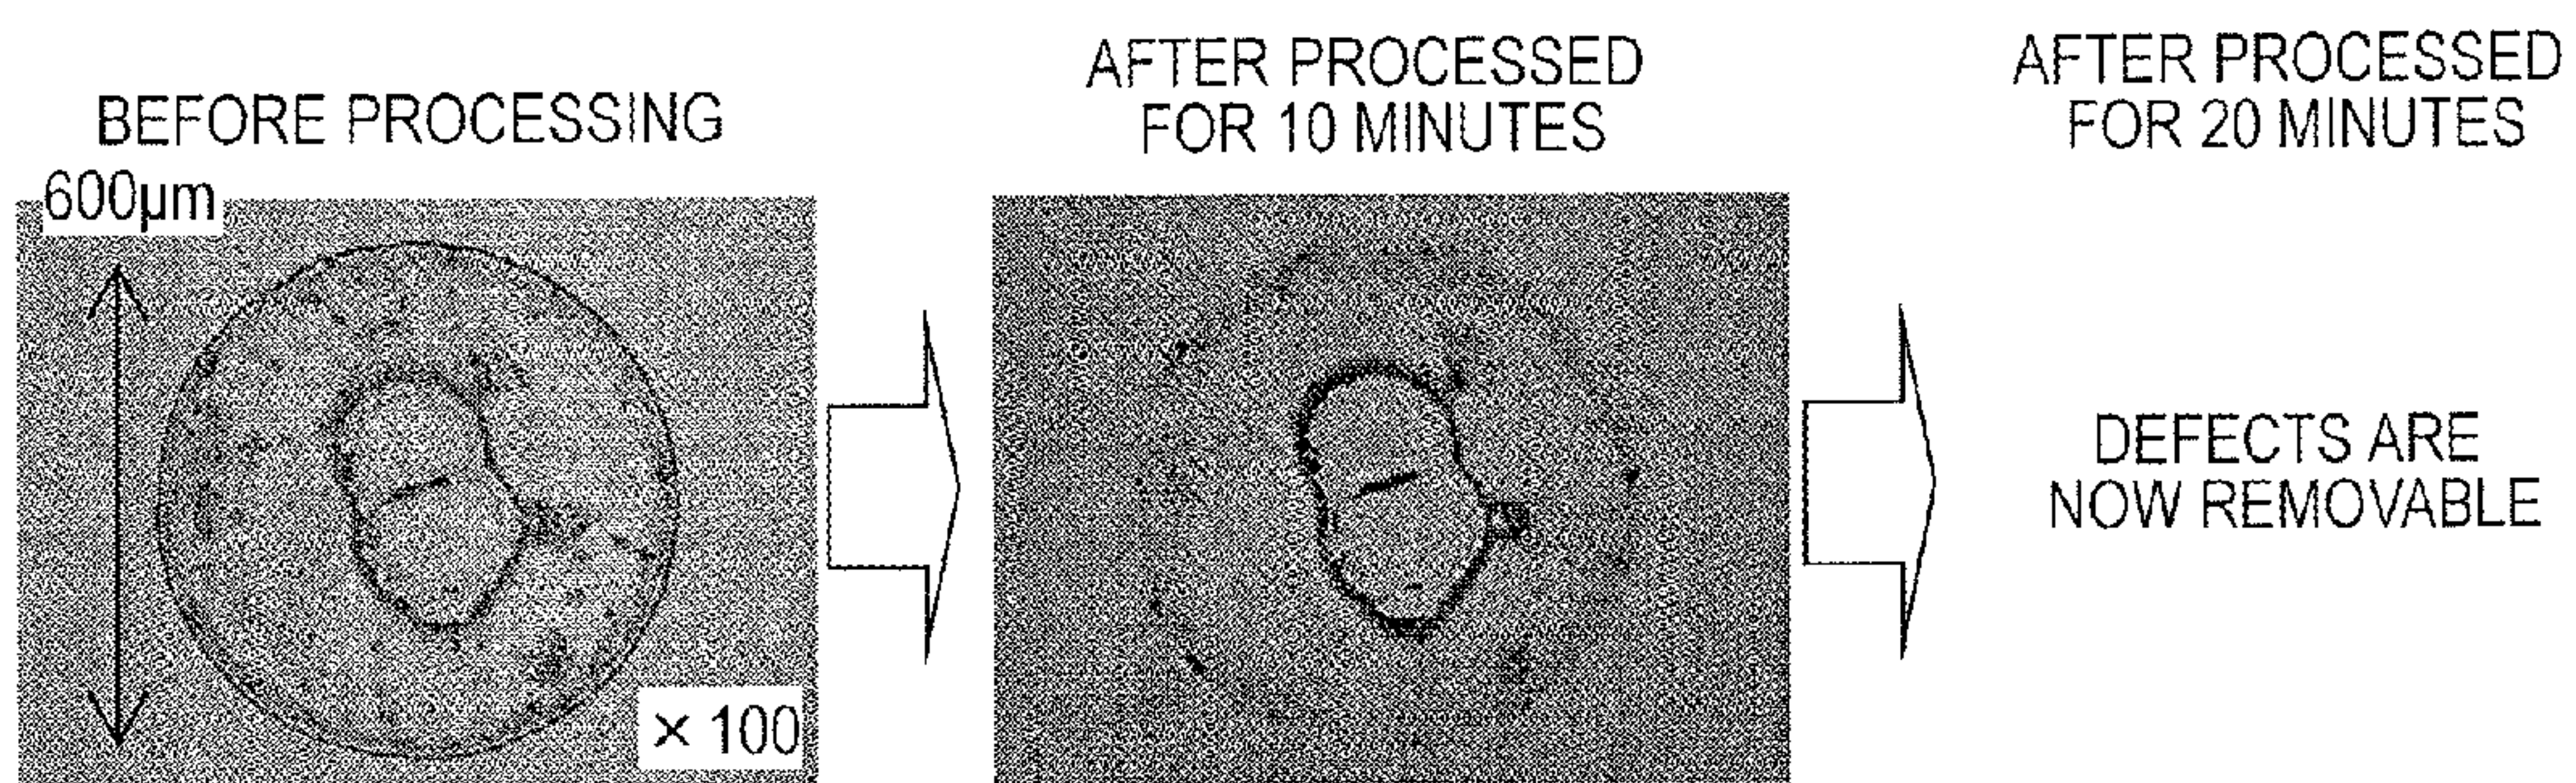 BEFORE PROCESSING
600µm
× 100
AFTER PROCESSED
FOR 10 MINUTES
AFTER PROCESSED
FOR 20 MINUTES
DEFECTS ARE
NOW REMOVABLE